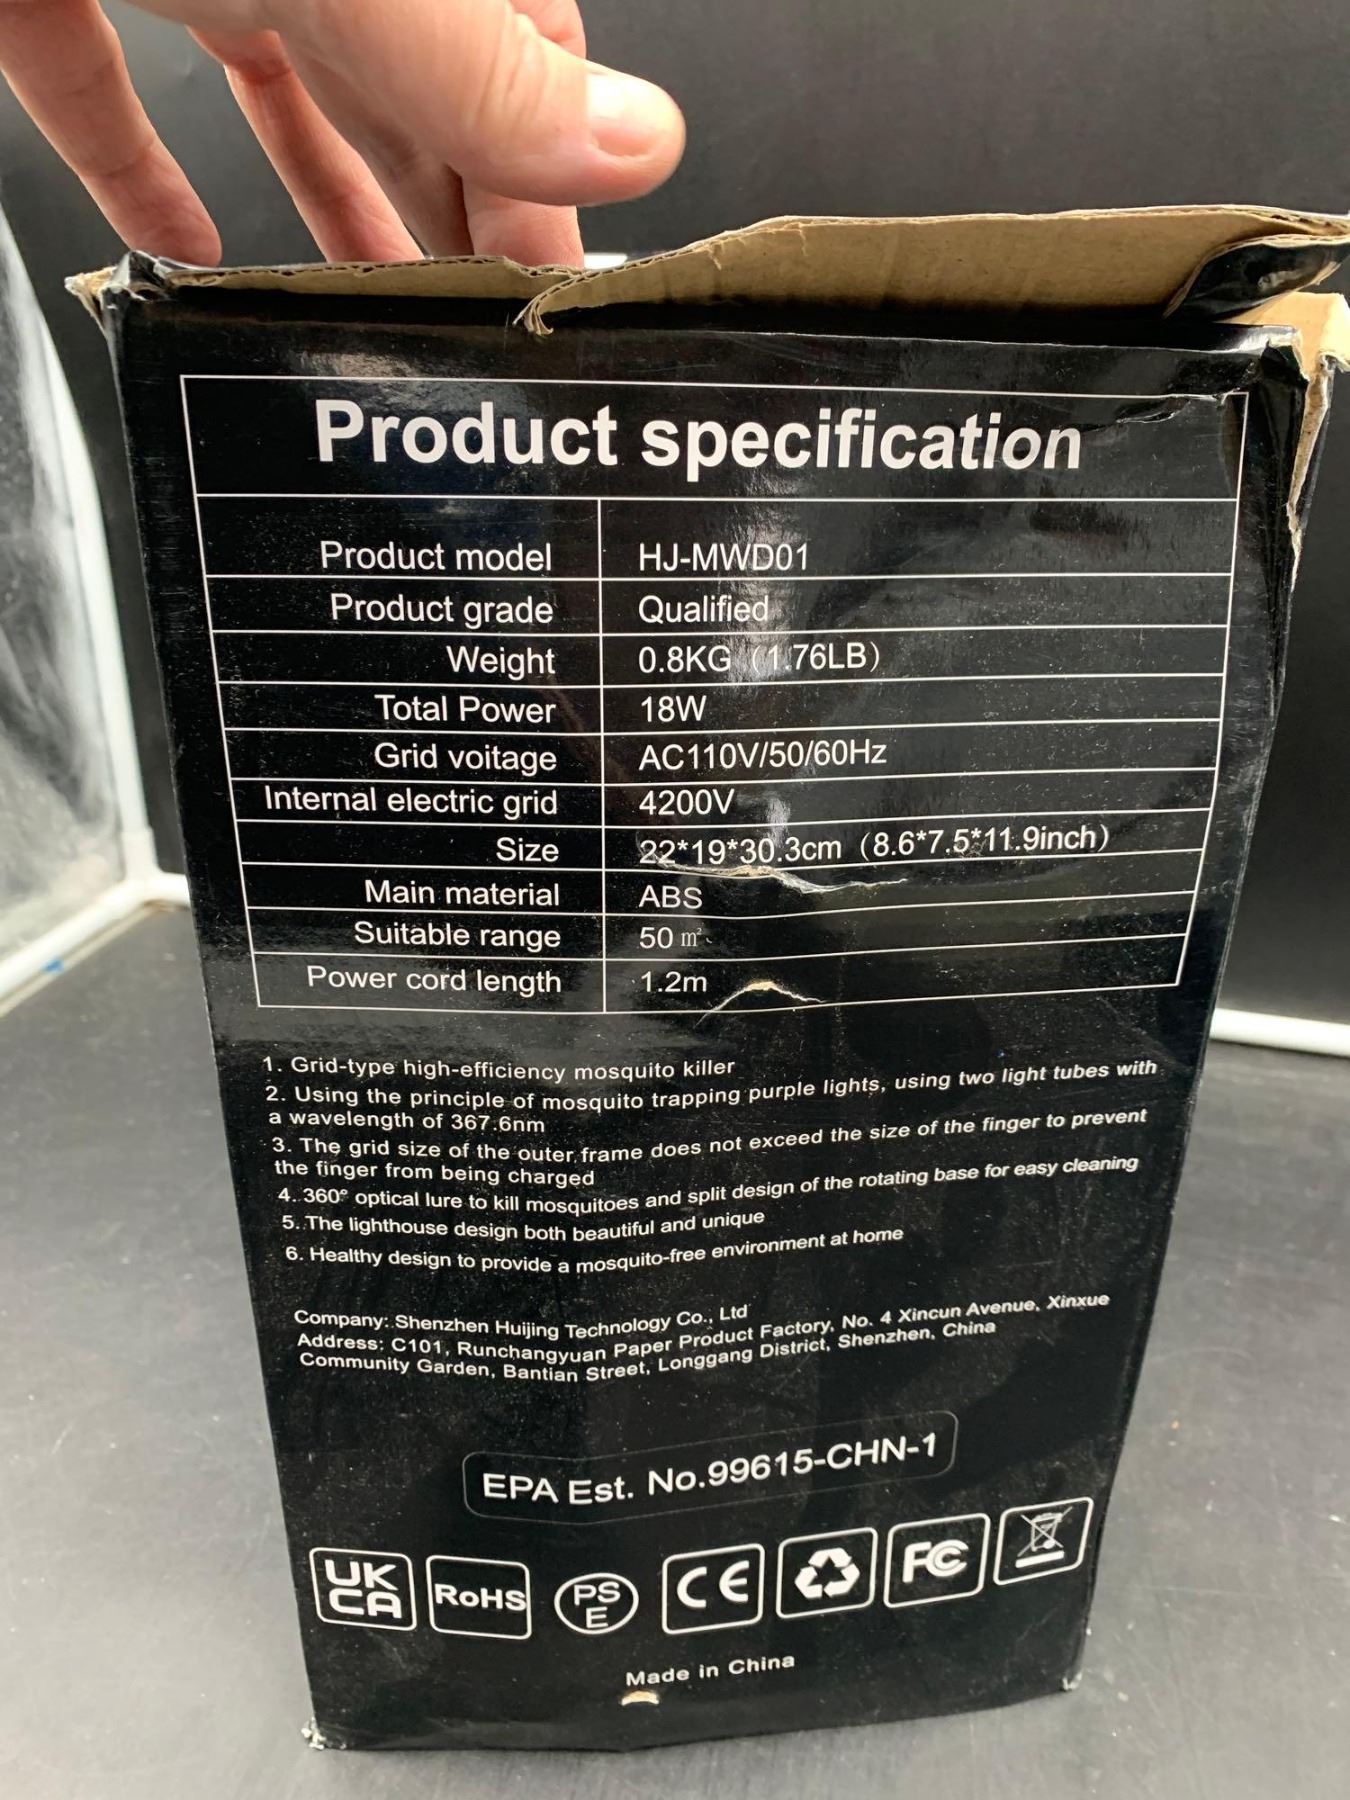 Product specification
Product model HJ-MWD01
Product grade Qualified
Weight 0.8KG（1.76LB）
Total Power 18W
Grid voitage AC110V/50/60Hz
Internal electric grid 4200V
Size 22*19*30.3cm（8.6*7.5*11.9inch）
Main material ABS
Suitable range 50㎡
Power cord length 1.2m
1. Grid-type high-efficiency mosquito killer
2. Using the principle of mosquito trapping purple lights, using two light tubes with
a wavelength of 367.6nm
3. The grid size of the outer frame does not exceed the size of the finger to prevent
the finger from being charged
4. 360° optical lure to kill mosquitoes and split design of the rotating base for easy cleaning
5. The lighthouse design both beautiful and unique
6. Healthy design to provide a mosquito-free environment at home
Company: Shenzhen Huijing Technology Co., Ltd
Address: C101, Runchangyuan Paper Product Factory, No. 4 Xincun Avenue, Xinxue
Community Garden, Bantian Street, Longgang District, Shenzhen, China
EPA Est. No.99615-CHN-1
UK
CA
RoHS
PS
E
CE
FC
Made in China